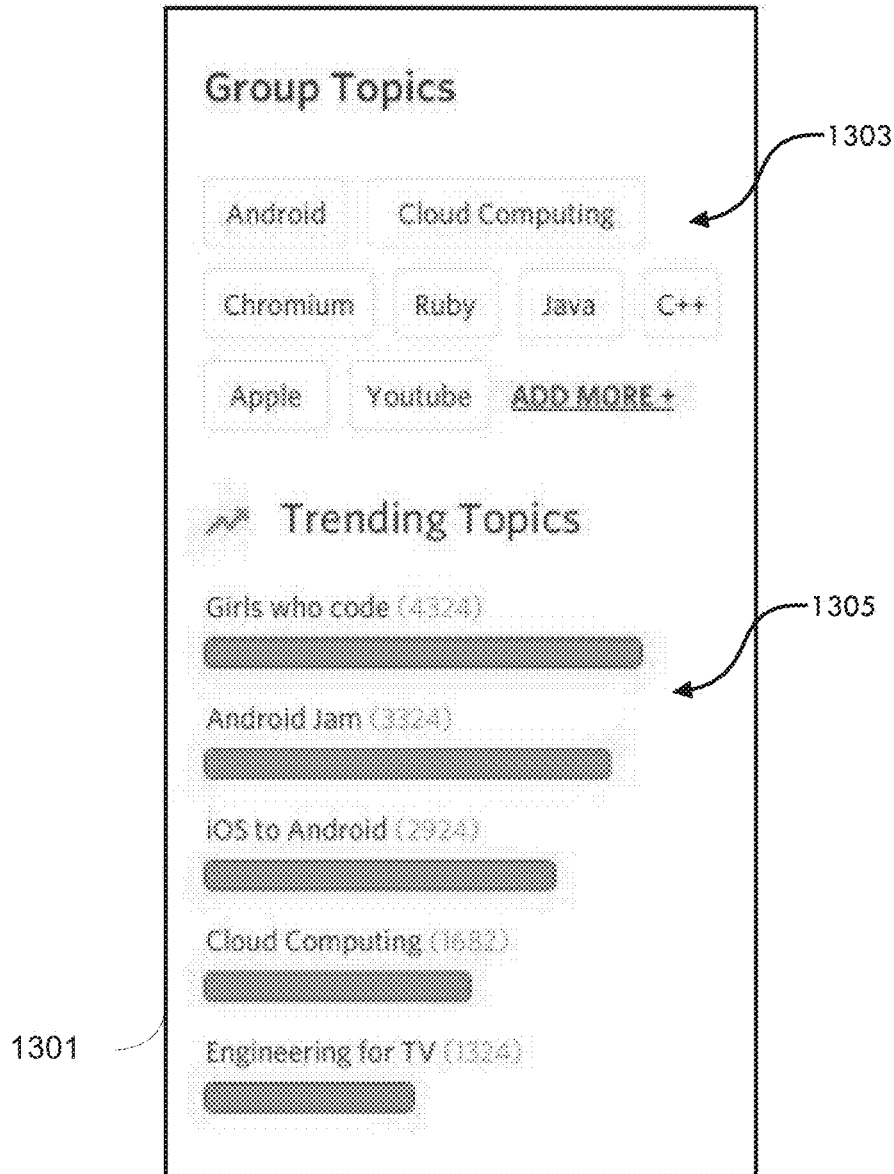 Group Topics
1303
Android Cloud Computing
Chromium Ruby Java C++
Apple Youtube ADD MORE +
Trending Topics
Girls who code (4324)
1305
Android Jam (3324)
iOS to Android (2924)
Cloud Computing (1682)
Engineering for TV (1324)
1301